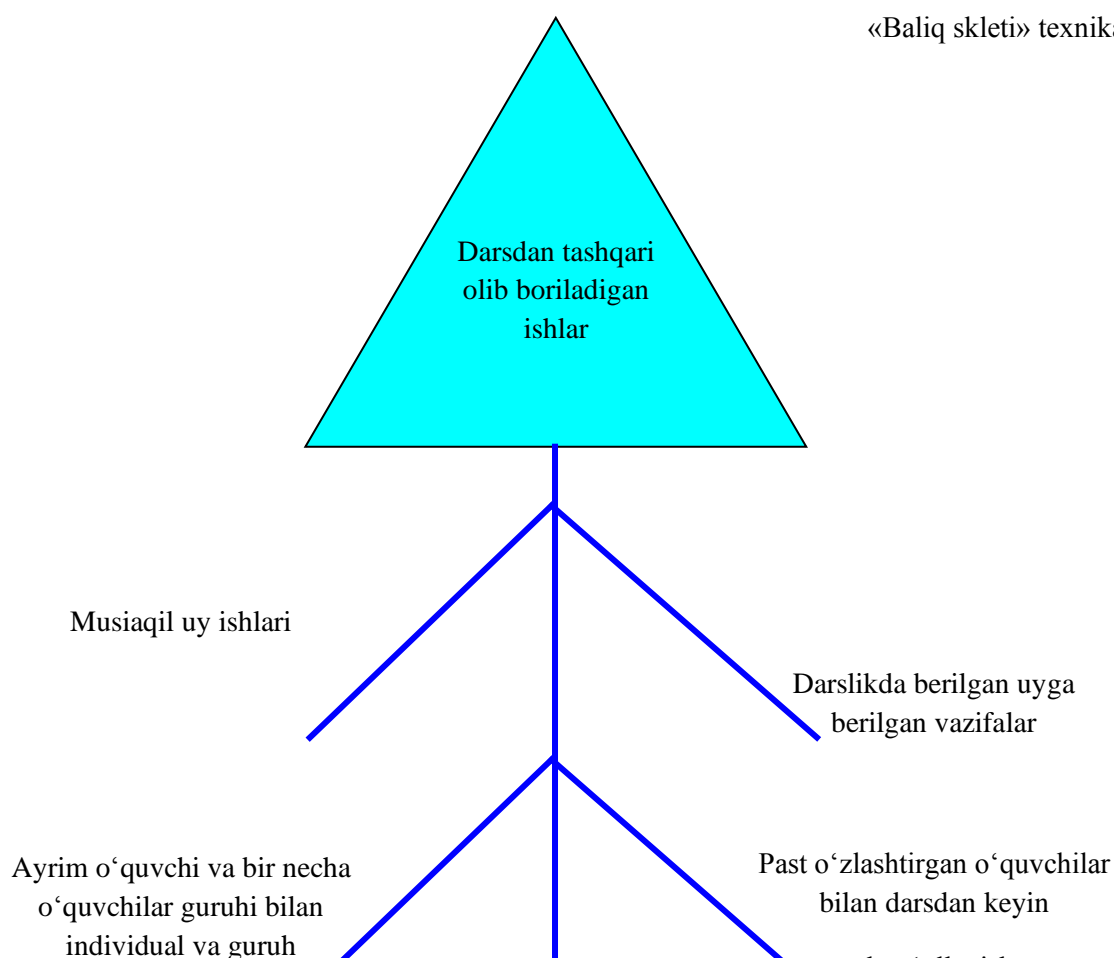 «Baliq skleti»
Darsdan tashqari
olib boriladigan
ishlar
Musiaqil uy ishlari
Darslikda berilgan uyga
berilgan vazifalar
Ayrim o‘quvchi va bir necha
o‘quvchilar guruhi bilan
individual va guruh
Past o‘zlashtirgan o‘quvchilar
bilan darsdan keyin